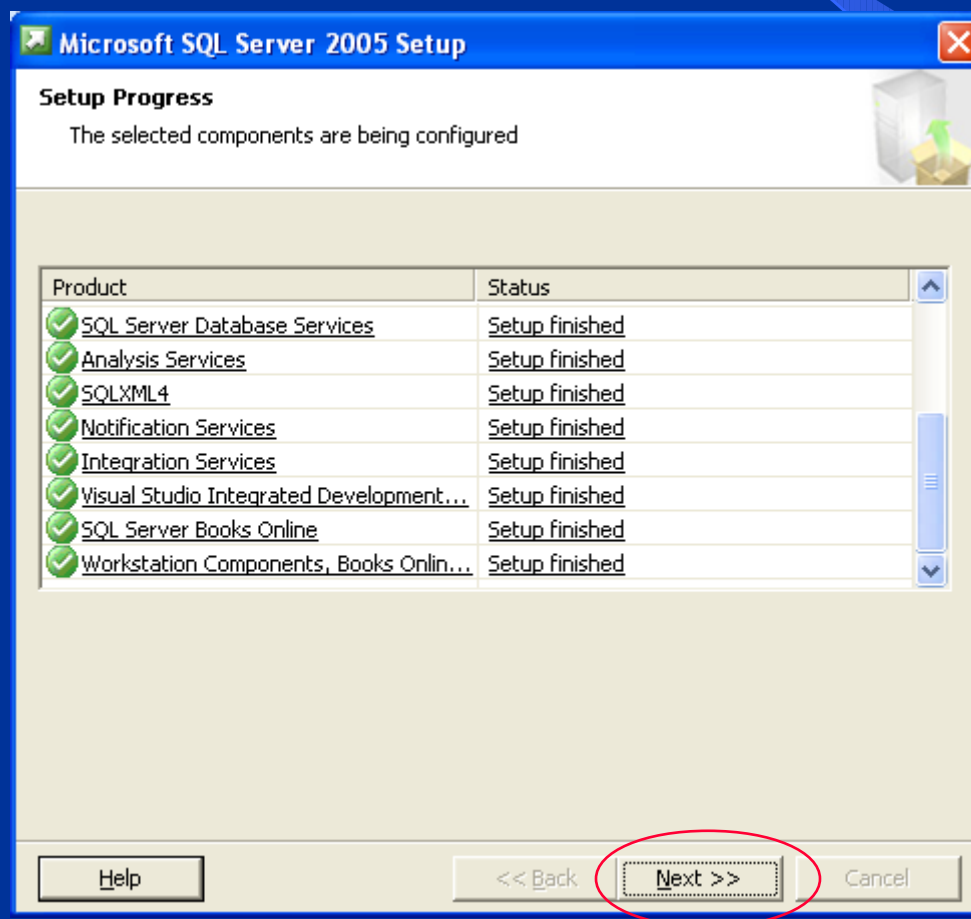 Microsoft SQL Server 2005 Setup
Setup Progress
The selected components are being configured
Product Status
SQL Server Database Services Setup finished
Analysis Services Setup finished
SQLXML4 Setup finished
Notification Services Setup finished
Integration Services Setup finished
Visual Studio Integrated Development... Setup finished
SQL Server Books Online Setup finished
Workstation Components, Books Onlin... Setup finished
Help << Back Next >> Cancel